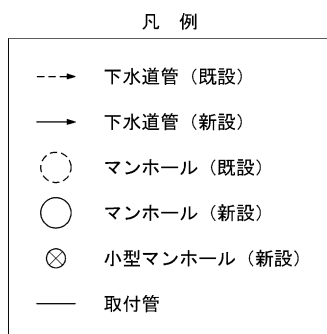 凡 例
下水道管（既設）
下水道管（新設）
マンホール（既設）
マンホール（新設）
小型マンホール（新設）
取付管